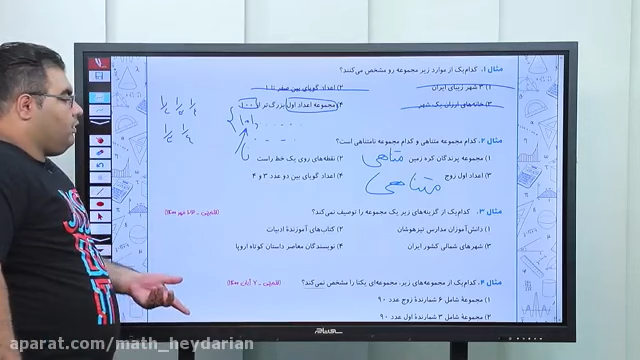 مثال ۱. کدام‌یک از موارد زیر مجموعه رو مشخص می‌کنند؟
۱) ۳ شهر زیبای ایران
۲) اعداد گویای بین صفر تا ۱
۳) خانه‌های ارزان یک شهر
۴) مجموعه اعداد اول بزرگ‌تر از ۱۰۰
مثال ۲. کدام مجموعه متناهی و کدام مجموعه نامتناهی است؟
۱) مجموعه پرندگان کره زمین متناهی
۲) نقطه‌های روی یک خط راست
۳) اعداد اول زوج متناهی
۴) اعداد گویای بین دو عدد ۳ و ۴
مثال ۳. کدام‌یک از گزینه‌های زیر یک مجموعه را توصیف نمی‌کند؟
۱) دانش‌آموزان مدارس تیزهوشان
۲) کتاب‌های آموزندهٔ ادبیات
۳) شهرهای شمالی کشور ایران
۴) نویسندگان معاصر داستان کوتاه اروپا
مثال ۴. کدام‌یک از مجموعه‌های زیر، مجموعه‌ای یکتا را مشخص نمی‌کند؟
۱) مجموعهٔ شامل ۶ شمارندهٔ زوج عدد ۹۰
۲) مجموعهٔ شامل ۳ شمارندهٔ اول عدد ۹۰
aparat.com/math_heydarian